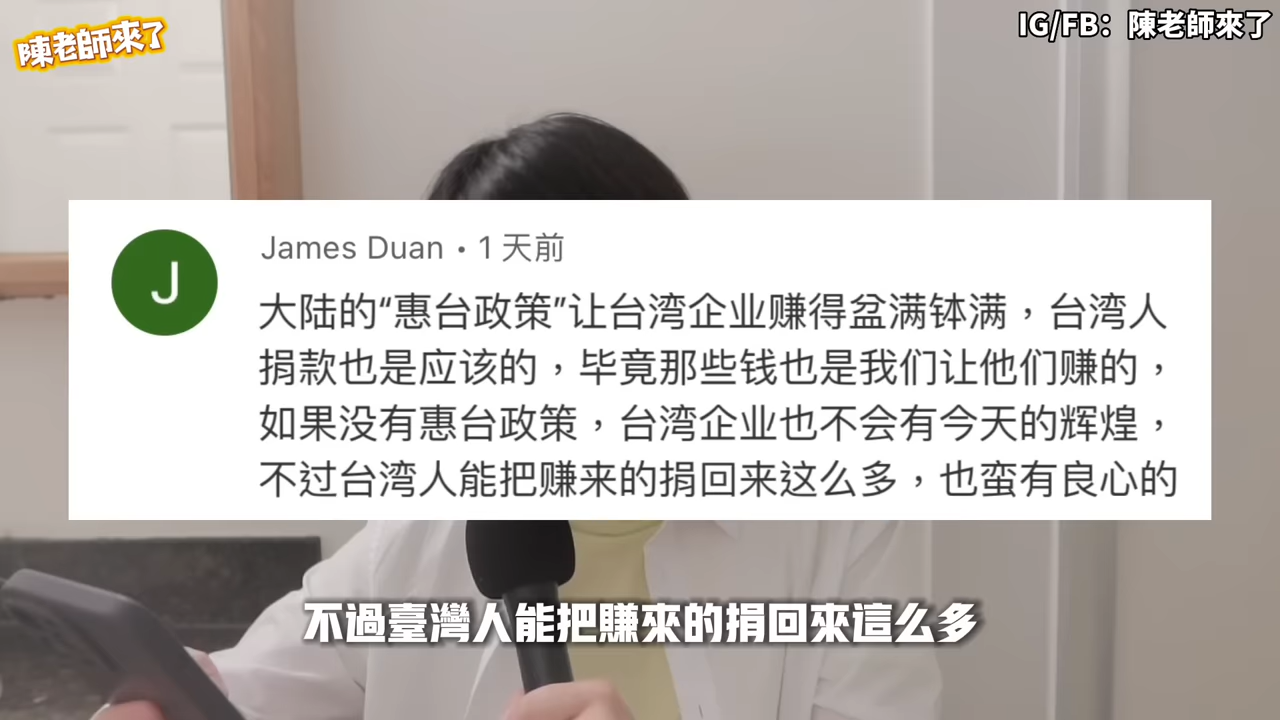 陳老師來了
IG/FB：陳老師來了
J
James Duan • 1 天前
大陆的“惠台政策”让台湾企业赚得盆满钵满，台湾人
捐款也是应该的，毕竟那些钱也是我们让他们赚的，
如果没有惠台政策，台湾企业也不会有今天的辉煌，
不过台湾人能把赚来的捐回来这么多，也蛮有良心的
不過臺灣人能把賺來的捐回來這么多